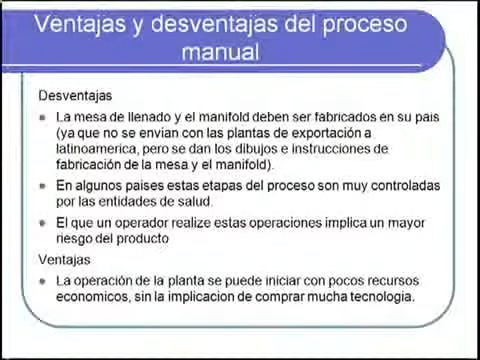 Ventajas y desventajas del proceso
manual
Desventajas
La mesa de llenado y el manifold deben ser fabricados en su pais
(ya que no se envian con las plantas de exportación a
latinoamerica, pero se dan los dibujos e instrucciones de
fabricación de la mesa y el manifold).
En algunos paises estas etapas del proceso son muy controladas
por las entidades de salud.
El que un operador realize estas operaciones implica un mayor
riesgo del producto
Ventajas
La operación de la planta se puede iniciar con pocos recursos
economicos, sin la implicacion de comprar mucha tecnologia.